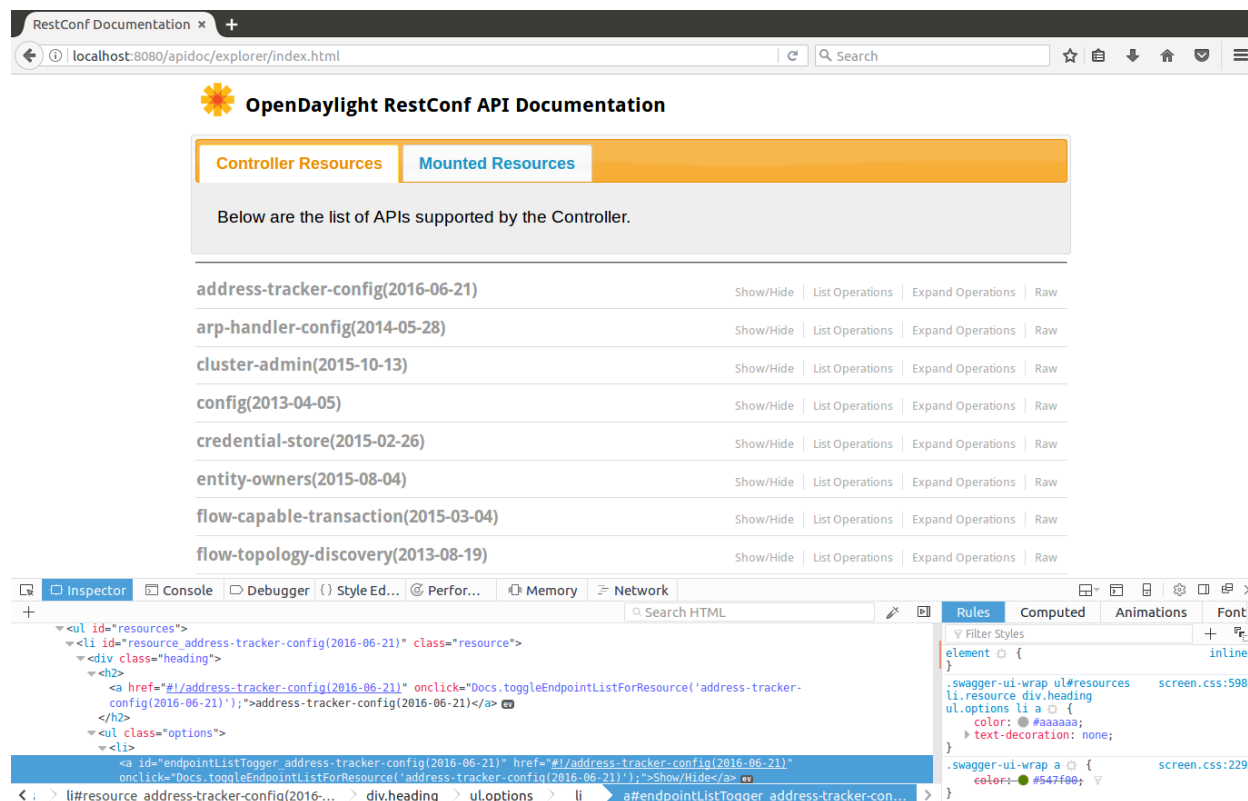 RestConf Documentation × +
localhost:8080/apidoc/explorer/index.html Search
OpenDaylight RestConf API Documentation
Controller Resources Mounted Resources
Below are the list of APIs supported by the Controller.
address-tracker-config(2016-06-21) Show/Hide List Operations Expand Operations Raw
arp-handler-config(2014-05-28) Show/Hide List Operations Expand Operations Raw
cluster-admin(2015-10-13) Show/Hide List Operations Expand Operations Raw
config(2013-04-05) Show/Hide List Operations Expand Operations Raw
credential-store(2015-02-26) Show/Hide List Operations Expand Operations Raw
entity-owners(2015-08-04) Show/Hide List Operations Expand Operations Raw
flow-capable-transaction(2015-03-04) Show/Hide List Operations Expand Operations Raw
flow-topology-discovery(2013-08-19) Show/Hide List Operations Expand Operations Raw
Inspector Console Debugger {} Style Ed... Perfor... Memory Network
+ Search HTML Rules Computed Animations Font
Filter Styles +
<ul id="resources">
<li id="resource_address-tracker-config(2016-06-21)" class="resource">
<div class="heading">
<h2>
<a href="#!/address-tracker-config(2016-06-21)" onclick="Docs.toggleEndpointListForResource('address-tracker-
config(2016-06-21)');">address-tracker-config(2016-06-21)</a> ev
</h2>
<ul class="options">
<li>
<a id="endpointListTogger_address-tracker-config(2016-06-21)" href="#!/address-tracker-config(2016-06-21)"
onclick="Docs.toggleEndpointListForResource('address-tracker-config(2016-06-21)');">Show/Hide</a> ev
li#resource_address-tracker-config(2016-... div.heading ul.options li a#endpointListTogger_address-tracker-con...
element { inline
}
.swagger-ui-wrap ul#resources screen.css:598
li.resource div.heading
ul.options li a {
color: #aaaaaa;
text-decoration: none;
}
.swagger-ui-wrap a { screen.css:229
color: #547f00;
}